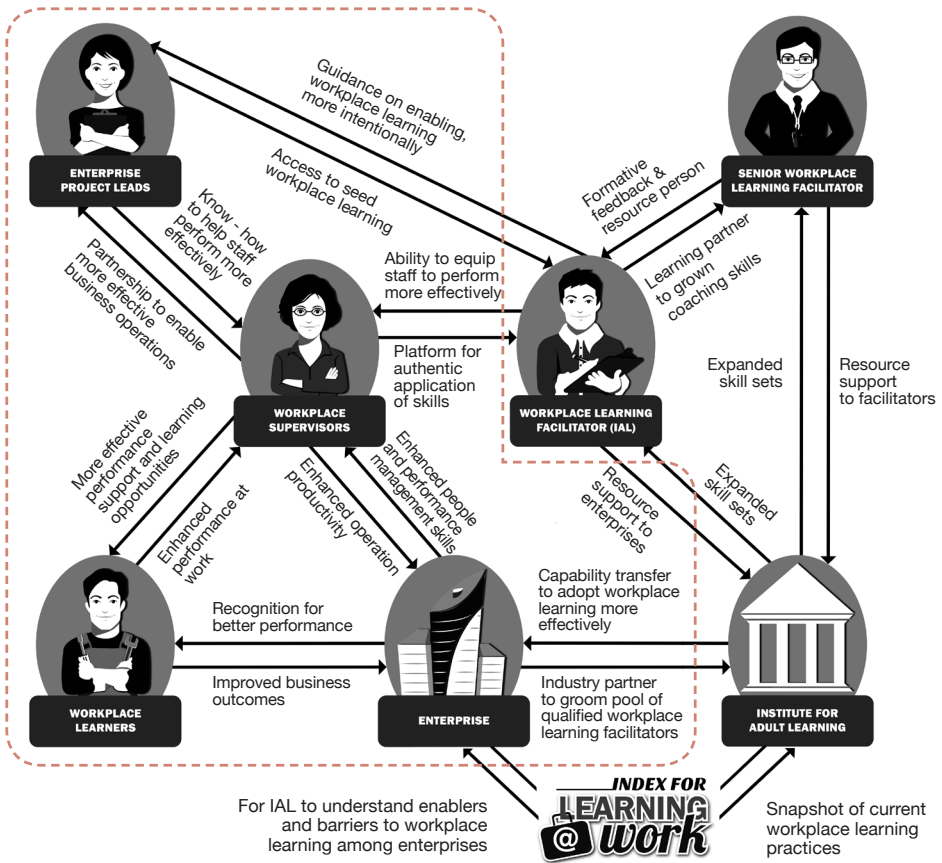 ENTERPRISE
PROJECT LEADS
Guidance on enabling,
workplace learning
more intentionally
Access to seed
workplace learning
SENIOR WORKPLACE
LEARNING FACILITATOR
Formative
feedback &
resource person
Learning partner
to grown
coaching skills
Know - how
to help staff
perform more
effectively
Partnership to enable
more effective
business operations
Ability to equip
staff to perform
more effectively
Platform for
authentic
application
of skills
WORKPLACE
SUPERVISORS
WORKPLACE LEARNING
FACILITATOR (IAL)
Expanded
skill sets
Resource
support
to facilitators
More effective
performance
support and learning
opportunities
Enhanced
performance at
work
Enhanced operation
productivity
Enhanced people
and performance
management skills
Resource
support to
enterprises
Expanded
skill sets
Recognition for
better performance
Improved business
outcomes
Capability transfer
to adopt workplace
learning more
effectively
Industry partner
to groom pool of
qualified workplace
learning facilitators
WORKPLACE
LEARNERS
ENTERPRISE
INSTITUTE FOR
ADULT LEARNING
For IAL to understand enablers
and barriers to workplace
learning among enterprises
INDEX FOR
LEARNING
@work
Snapshot of current
workplace learning
practices